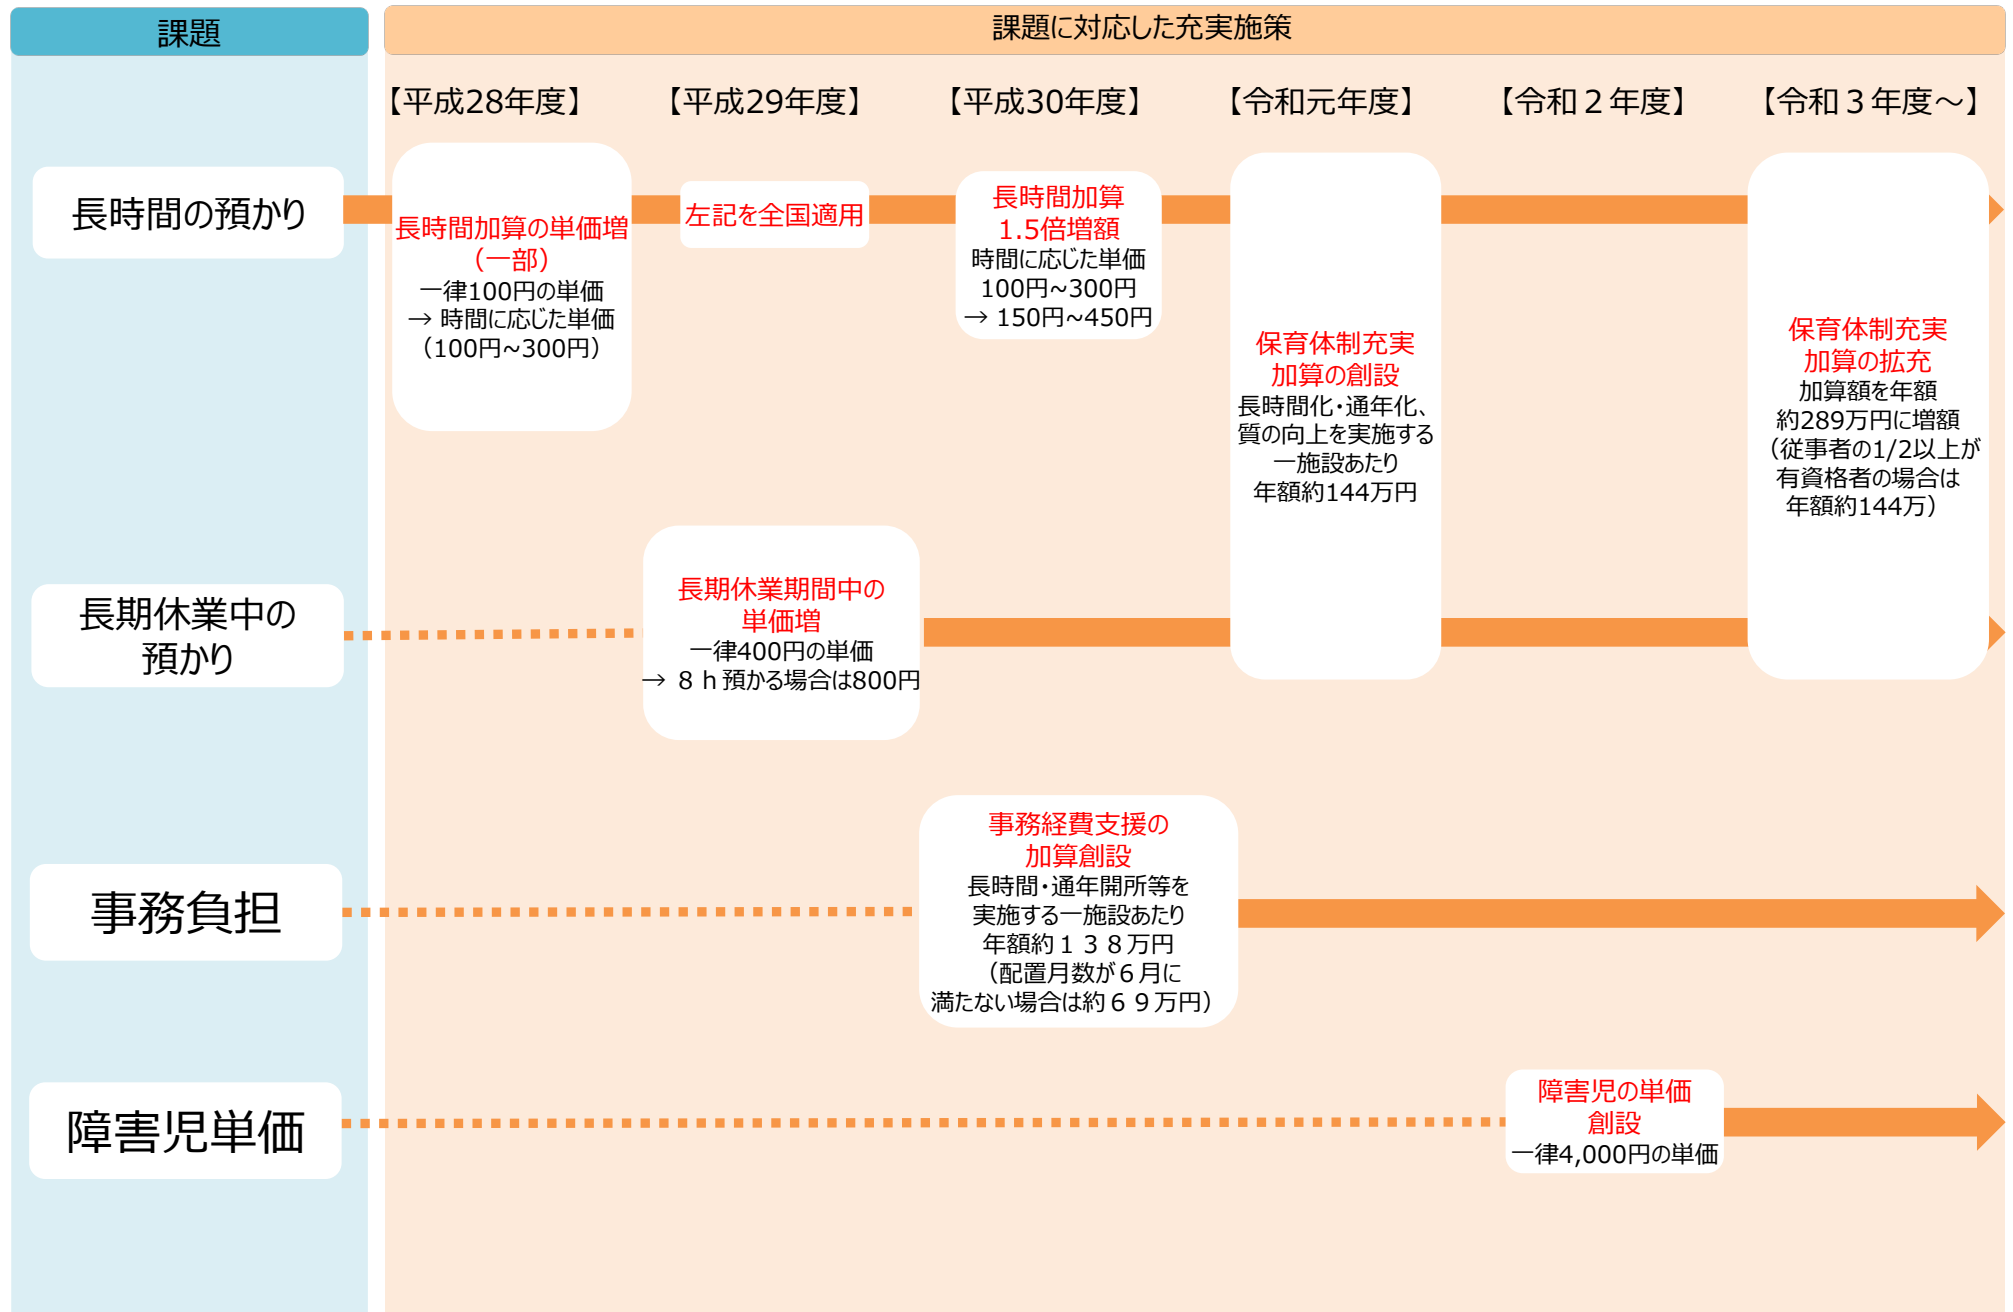 課題
課題に対応した充実施策
【平成28年度】
【平成29年度】
【平成30年度】
【令和元年度】
【令和２年度】
【令和３年度～】
長時間の預かり
長時間加算の単価増
（一部）
一律100円の単価
→ 時間に応じた単価
（100円~300円）
左記を全国適用
長時間加算
1.5倍増額
時間に応じた単価
100円~300円
→ 150円~450円
保育体制充実
加算の創設
長時間化・通年化、
質の向上を実施する
一施設あたり
年額約144万円
保育体制充実
加算の拡充
加算額を年額
約289万円に増額
（従事者の1/2以上が
有資格者の場合は
年額約144万）
長期休業中の
預かり
長期休業期間中の
単価増
一律400円の単価
→ ８ｈ預かる場合は800円
事務負担
事務経費支援の
加算創設
長時間・通年開所等を
実施する一施設あたり
年額約１３８万円
（配置月数が６月に
満たない場合は約６９万円）
障害児単価
障害児の単価
創設
一律4,000円の単価